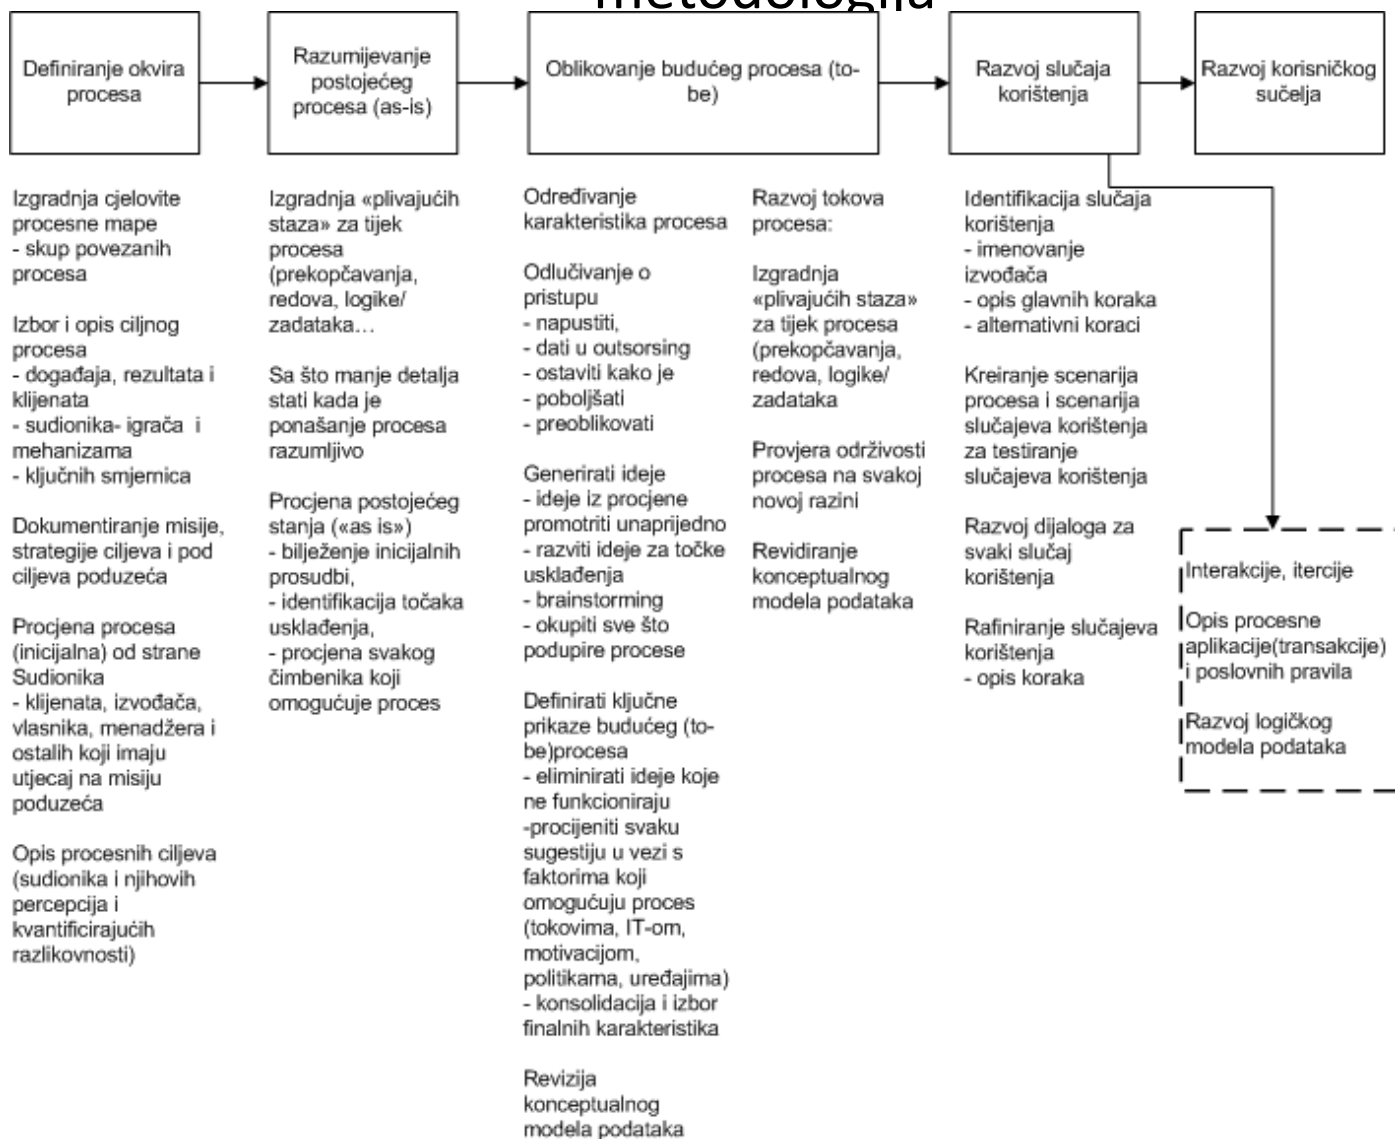 metodologija
Definiranje okvira
procesa
Razumijevanje
postojećeg
procesa (as-is)
Oblikovanje budućeg procesa (to-
be)
Razvoj slučaja
korištenja
Razvoj korisničkog
sučelja
Izgradnja cjelovite
procesne mape
- skup povezanih
procesa
Izbor i opis ciljnog
procesa
- događaja, rezultata i
klijenata
- sudionika- igrača i
mehanizama
- ključnih smjernica
Dokumentiranje misije,
strategije ciljeva i pod
ciljeva poduzeća
Procjena procesa
(inicijalna) od strane
Sudionika
- klijenata, izvođača,
vlasnika, menadžera i
ostalih koji imaju
utjecaj na misiju
poduzeća
Opis procesnih ciljeva
(sudionika i njihovih
percepcija i
kvantificirajućih
razlikovnosti)
Izgradnja «plivajućih
staza» za tijek
procesa
(prekopčavanja,
redova, logike/
zadataka…
Sa što manje detalja
stati kada je
ponašanje procesa
razumljivo
Procjena postojećeg
stanja («as is»)
- bilježenje inicijalnih
prosudbi,
- identifikacija točaka
usklađenja,
- procjena svakog
čimbenika koji
omogućuje proces
Određivanje
karakteristika procesa
Odlučivanje o
pristupu
- napustiti,
- dati u outsorsing
- ostaviti kako je
- poboljšati
- preoblikovati
Generirati ideje
- ideje iz procjene
promotriti unaprijedno
- razviti ideje za točke
usklađenja
- brainstorming
- okupiti sve što
podupire procese
Definirati ključne
prikaze budućeg (to-
be)procesa
- eliminirati ideje koje
ne funkcioniraju
-procijeniti svaku
sugestiju u vezi s
faktorima koji
omogućuju proces
(tokovima, IT-om,
motivacijom,
politikama, uređajima)
- konsolidacija i izbor
finalnih karakteristika
Revizija
konceptualnog
modela podataka
Razvoj tokova
procesa:
Izgradnja
«plivajućih staza»
za tijek procesa
(prekopčavanja,
redova, logike/
zadataka
Provjera održivosti
procesa na svakoj
novoj razini
Revidiranje
konceptualnog
modela podataka
Identifikacija slučaja
korištenja
- imenovanje
izvođača
- opis glavnih koraka
- alternativni koraci
Kreiranje scenarija
procesa i scenarija
slučajeva korištenja
za testiranje
slučajeva korištenja
Razvoj dijaloga za
svaki slučaj
korištenja
Rafiniranje slučajeva
korištenja
- opis koraka
Interakcije, itercije
Opis procesne
aplikacije(transakcije)
i poslovnih pravila
Razvoj logičkog
modela podataka